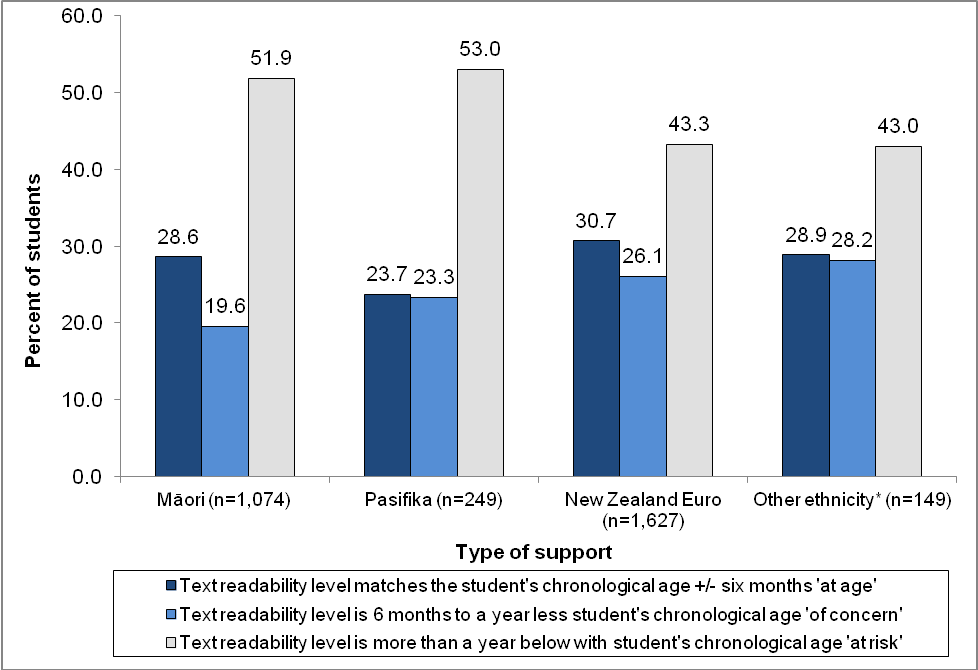 60.0
50.0
40.0
30.0
20.0
10.0
0.0
Percent of students
28.6
19.6
51.9
23.7
23.3
53.0
30.7
26.1
43.3
28.9
28.2
43.0
Māori (n=1,074)
Pasifika (n=249)
New Zealand Euro
(n=1,627)
Other ethnicity* (n=149)
Type of support
Text readability level matches the student's chronological age +/- six months 'at age'
Text readability level is 6 months to a year less student's chronological age 'of concern'
Text readability level is more than a year below with student's chronological age 'at risk'